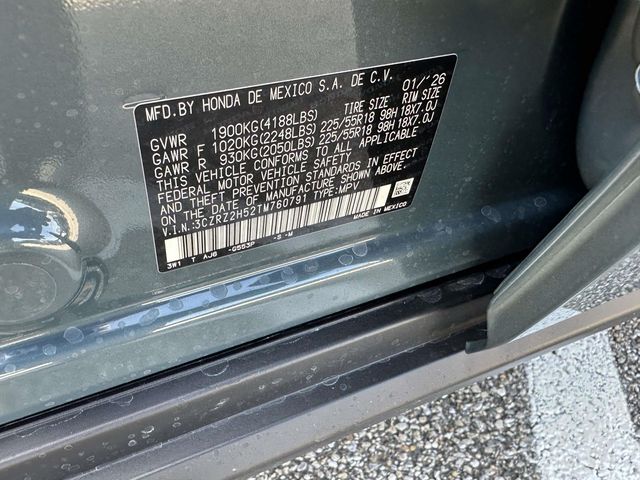 MFD.BY HONDA DE MEXICO S.A. DE C.V. 01/'26
TIRE SIZE RIM SIZE
GVWR 1900KG(4188LBS)
GAWR F 1020KG(2248LBS) 225/55R18 98H 18X7.0J
GAWR R 930KG(2050LBS) 225/55R18 98H 18X7.0J
THIS VEHICLE CONFORMS TO ALL APPLICABLE
FEDERAL MOTOR VEHICLE SAFETY
AND THEFT PREVENTION STANDARDS IN EFFECT
ON THE DATE OF MANUFACTURE SHOWN ABOVE.
V.I.N.:3CZRZ2H52TM760791 TYPE:MPV
MADE IN MEXICO
3W1 T AJ6 -G553P -S-M